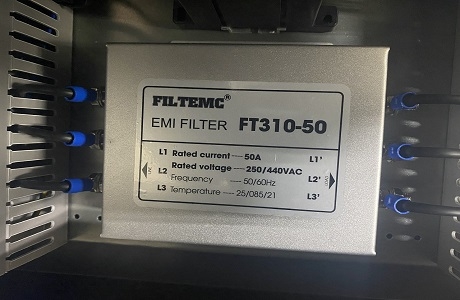 FILTEMC®
EMI FILTER FT310-50
L1 Rated current — 50A L1'
Rated voltage — 250/440VAC
L2 Frequency — 50/60Hz L2'
L3 Temperature — 25/085/21 L3'